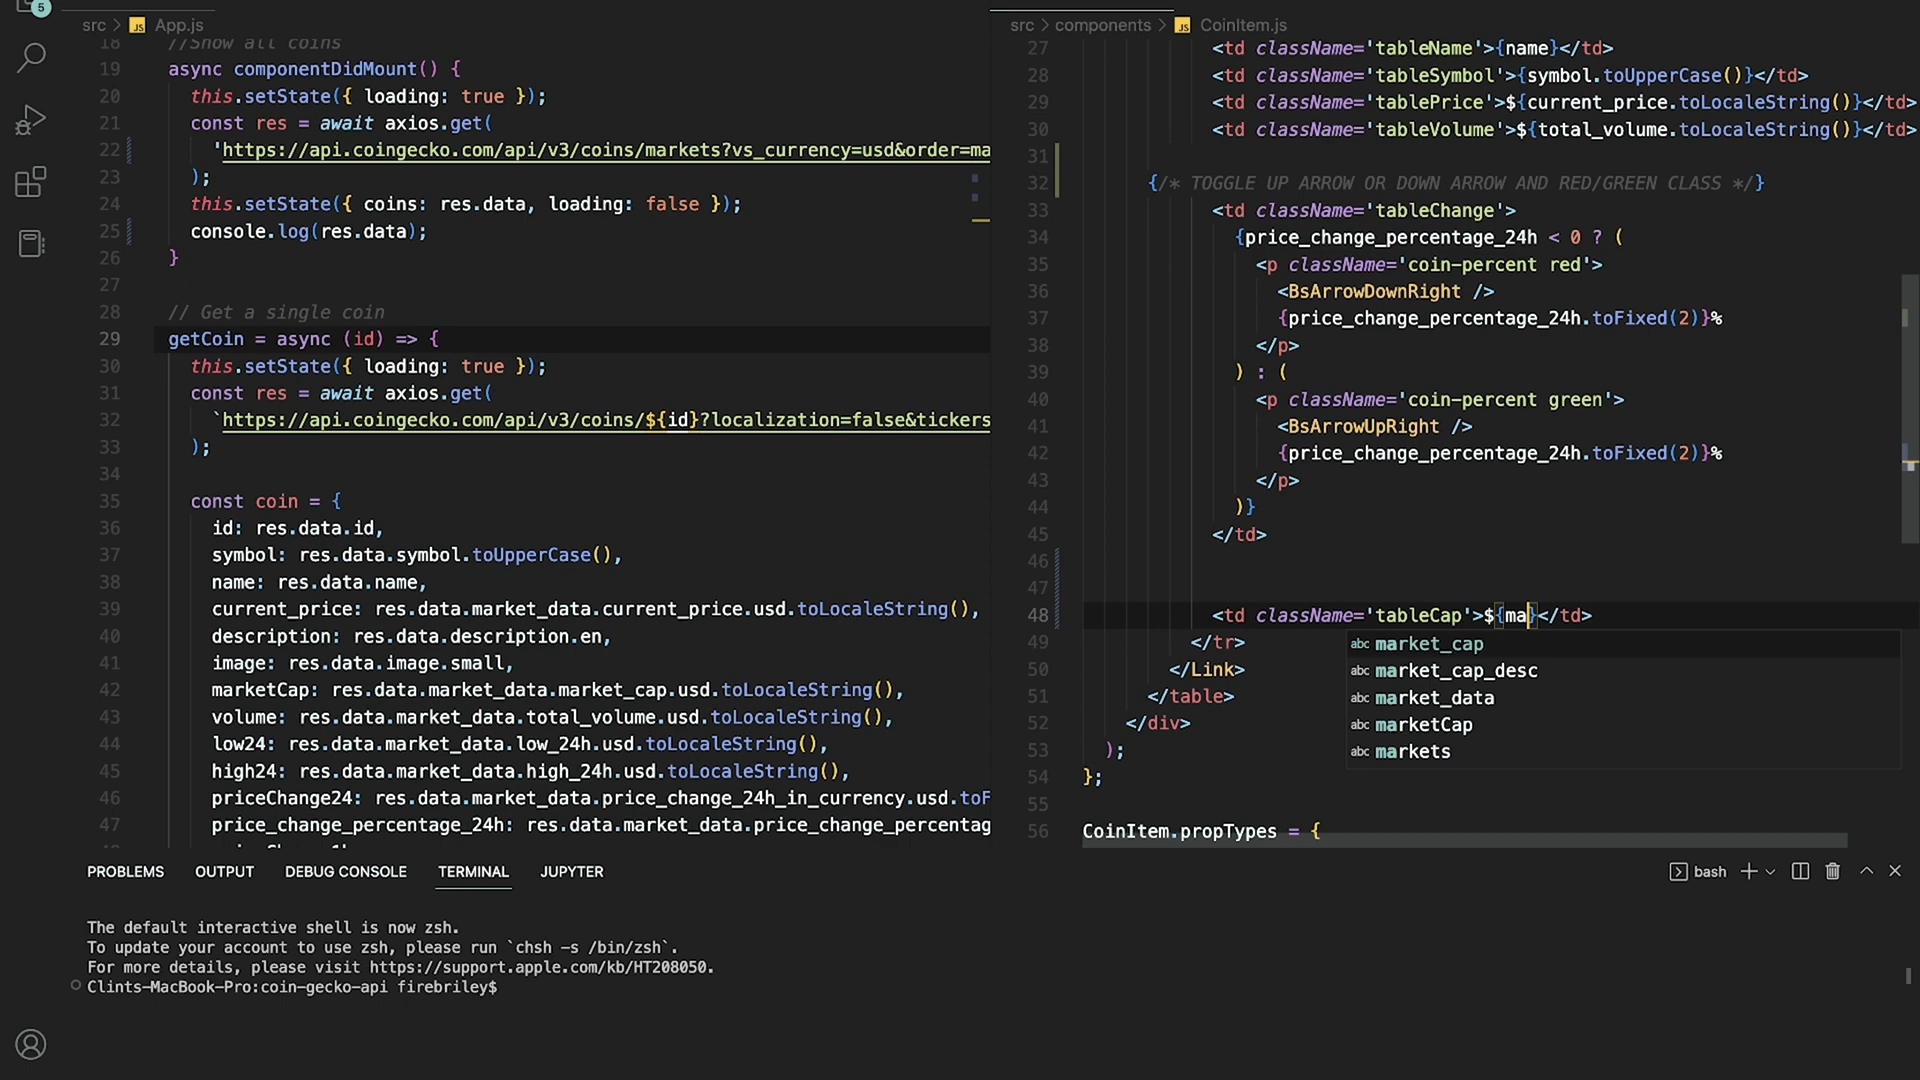 5
src > App.js
18 //Show all coins
19 async componentDidMount() {
20 this.setState({ loading: true });
21 const res = await axios.get(
22 'https://api.coingecko.com/api/v3/coins/markets?vs_currency=usd&order=ma
23 );
24 this.setState({ coins: res.data, loading: false });
25 console.log(res.data);
26 }
27
28 // Get a single coin
29 getCoin = async (id) => {
30 this.setState({ loading: true });
31 const res = await axios.get(
32 `https://api.coingecko.com/api/v3/coins/${id}?localization=false&tickers
33 );
34
35 const coin = {
36 id: res.data.id,
37 symbol: res.data.symbol.toUpperCase(),
38 name: res.data.name,
39 current_price: res.data.market_data.current_price.usd.toLocaleString(),
40 description: res.data.description.en,
41 image: res.data.image.small,
42 marketCap: res.data.market_data.market_cap.usd.toLocaleString(),
43 volume: res.data.market_data.total_volume.usd.toLocaleString(),
44 low24: res.data.market_data.low_24h.usd.toLocaleString(),
45 high24: res.data.market_data.high_24h.usd.toLocaleString(),
46 priceChange24: res.data.market_data.price_change_24h_in_currency.usd.toF
47 price_change_percentage_24h: res.data.market_data.price_change_percentag
src > components > JS CoinItem.js
27 <td className='tableName'>{name}</td>
28 <td className='tableSymbol'>{symbol.toUpperCase()}</td>
29 <td className='tablePrice'>${current_price.toLocaleString()}</td>
30 <td className='tableVolume'>${total_volume.toLocaleString()}</td>
31
32 {/* TOGGLE UP ARROW OR DOWN ARROW AND RED/GREEN CLASS */}
33 <td className='tableChange'>
34 {price_change_percentage_24h < 0 ? (
35 <p className='coin-percent red'>
36 <BsArrowDownRight />
37 {price_change_percentage_24h.toFixed(2)}%
38 </p>
39 ) : (
40 <p className='coin-percent green'>
41 <BsArrowUpRight />
42 {price_change_percentage_24h.toFixed(2)}%
43 </p>
44 )}
45 </td>
46
47
48 <td className='tableCap'>${ma}</td>
49 </tr>
50 </Link>
51 </table>
52 </div>
53 );
54 };
55
56 CoinItem.propTypes = {
abc market_cap
abc market_cap_desc
abc market_data
abc marketCap
abc markets
PROBLEMS OUTPUT DEBUG CONSOLE TERMINAL JUPYTER bash
The default interactive shell is now zsh.
To update your account to use zsh, please run `chsh -s /bin/zsh`.
For more details, please visit https://support.apple.com/kb/HT208050.
Clints-MacBook-Pro:coin-gecko-api firebriley$